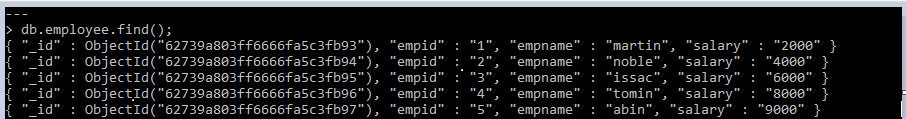 ---
> db.employee.find();
{ "_id" : ObjectId("62739a803ff6666fa5c3fb93"), "empid" : "1", "empname" : "martin", "salary" : "2000" }
{ "_id" : ObjectId("62739a803ff6666fa5c3fb94"), "empid" : "2", "empname" : "noble", "salary" : "4000" }
{ "_id" : ObjectId("62739a803ff6666fa5c3fb95"), "empid" : "3", "empname" : "issac", "salary" : "6000" }
{ "_id" : ObjectId("62739a803ff6666fa5c3fb96"), "empid" : "4", "empname" : "tomin", "salary" : "8000" }
{ "_id" : ObjectId("62739a803ff6666fa5c3fb97"), "empid" : "5", "empname" : "abin", "salary" : "9000" }